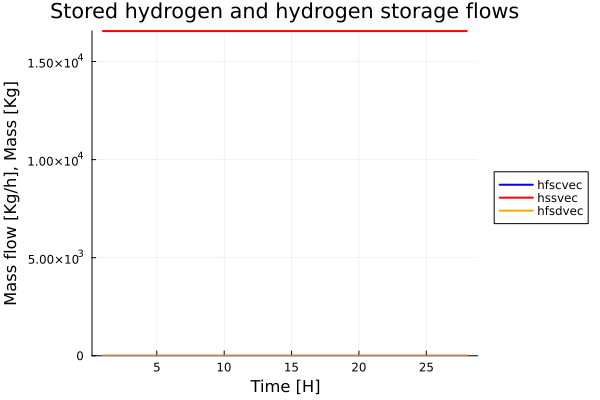 Stored hydrogen and hydrogen storage flows
Mass flow [Kg/h], Mass [Kg]
1.50×10⁴
1.00×10⁴
5.00×10³
0
5 10 15 20 25
Time [H]
hfscvec
hssvec
hfsdvec